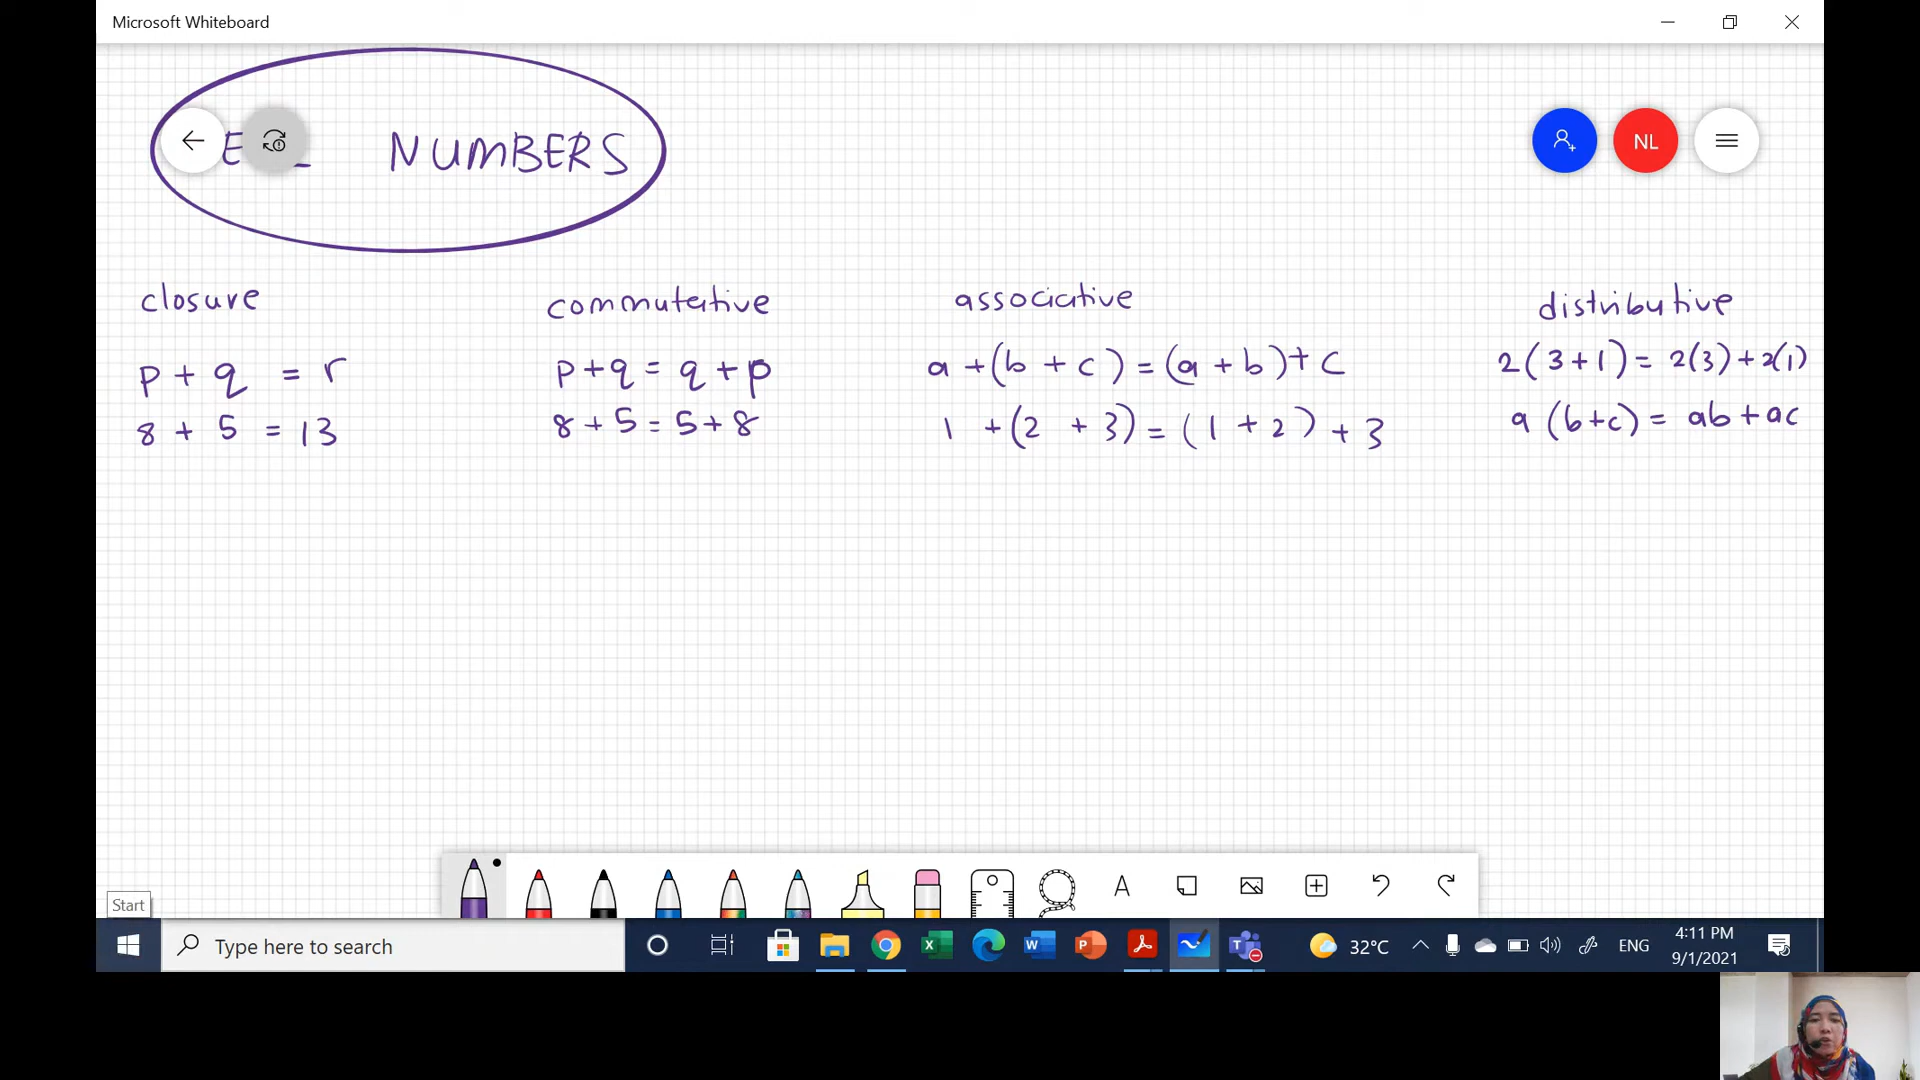 Microsoft Whiteboard
NUMBERS
NL
closure
commutative
associative
distributive
p + q = r
p + q = q + p
a + (b + c) = (a + b) + c
2(3+1) = 2(3)+2(1)
8 + 5 = 13
8 + 5 = 5 + 8
1 + (2 + 3) = (1 + 2) + 3
a (b+c) = ab + ac
A
Start
Type here to search
32°C
ENG
4:11 PM
9/1/2021